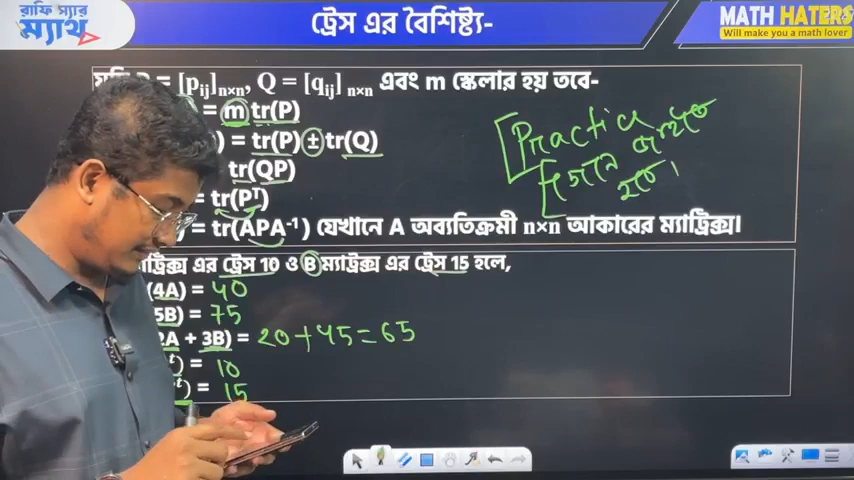 রাফি স্যার
ম্যাথ
ট্রেস এর বৈশিষ্ট্য-
MATH HATERS
Will make you a math lover
= [pij]n×n, Q = [qij] n×n এবং m স্কেলার হয় তবে-
= m tr(P)
) = tr(P) ± tr(Q)
tr(QP)
= tr(Pᵀ)
= tr(APA⁻¹) যেখানে A অব্যতিক্রমী n×n আকারের ম্যাট্রিক্স।
[Practice
হবে।
ম্যাট্রিক্স এর ট্রেস 10 ও B ম্যাট্রিক্স এর ট্রেস 15 হলে,
(4A) = 40
5B) = 75
2A + 3B) = 20+45=65
ᵗ) = 10
ᵗ) = 15